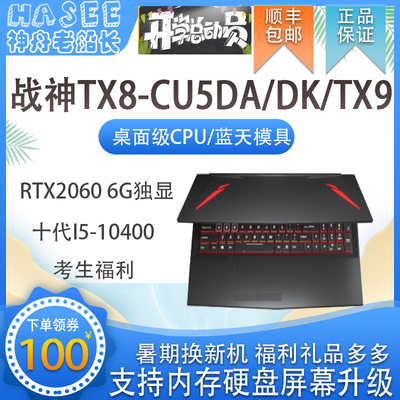 HASEE
神舟老船长
开学总动员
顺丰
包邮
正品
保证
战神TX8-CU5DA/DK/TX9
桌面级CPU/蓝天模具
RTX2060 6G独显
十代I5-10400
考生福利
下单领券
100
¥
暑期换新机 福利礼品多多
支持内存硬盘屏幕升级